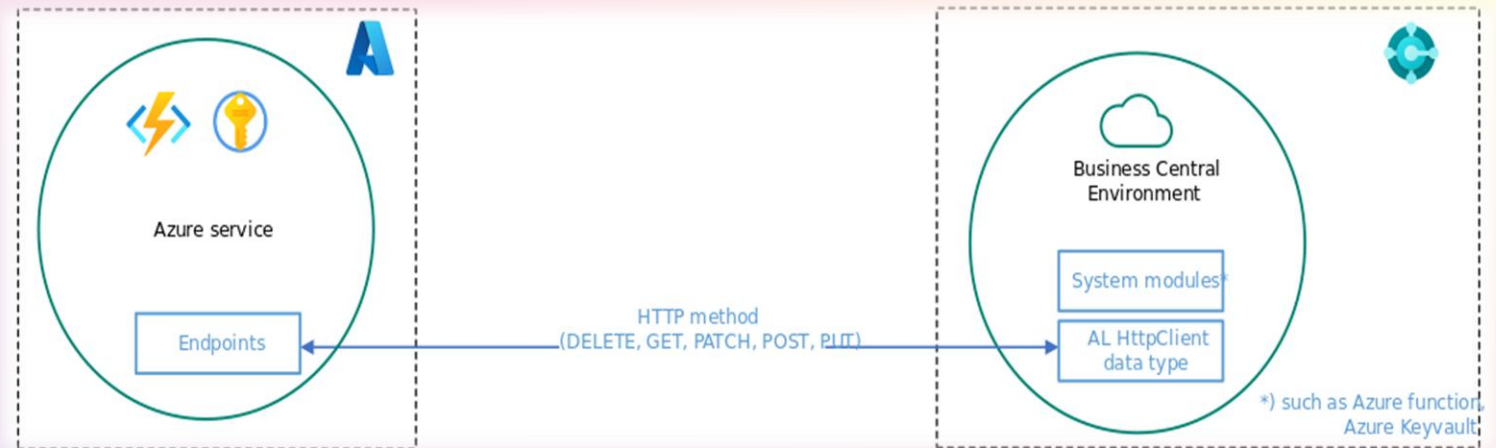 Azure service
Endpoints
HTTP method
(DELETE, GET, PATCH, POST, PUT)
Business Central
Environment
System modules*
AL HttpClient
data type
*) such as Azure function,
Azure Keyvault